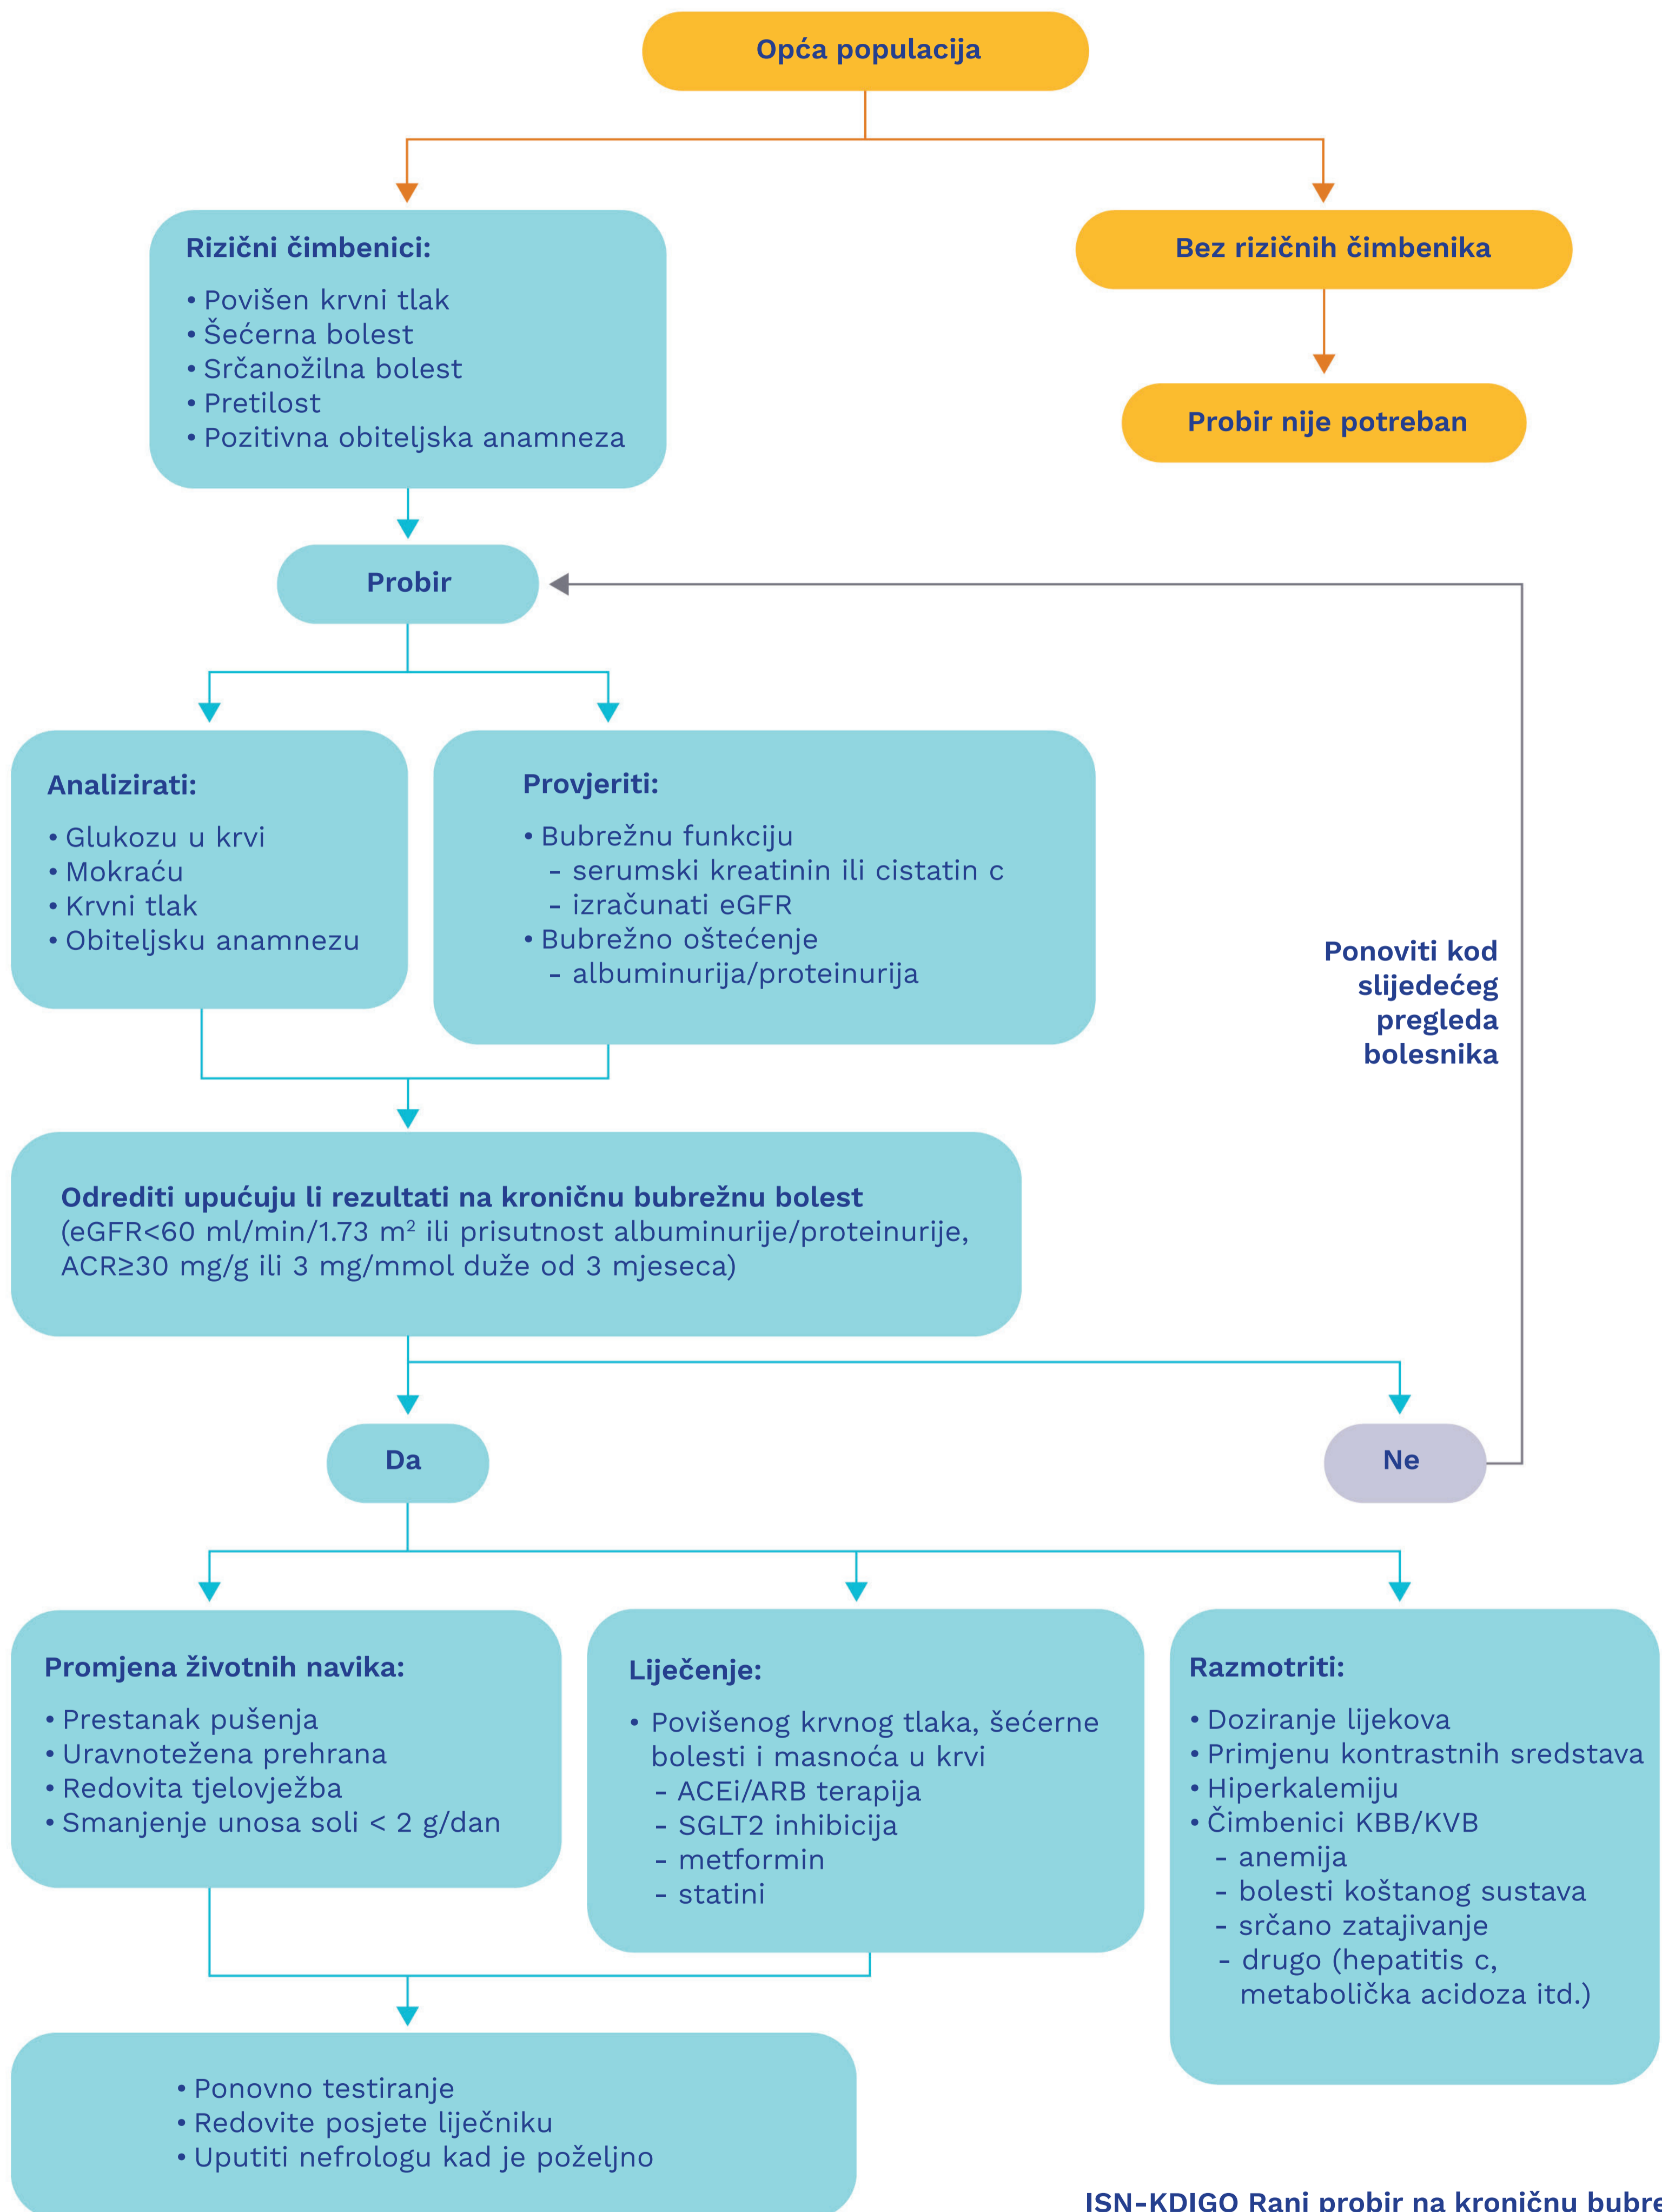 Opća populacija
Rizični čimbenici:
• Povišen krvni tlak
• Šećerna bolest
• Srčanožilna bolest
• Pretilost
• Pozitivna obiteljska anamneza
Bez rizičnih čimbenika
Probir nije potreban
Probir
Analizirati:
• Glukozu u krvi
• Mokraću
• Krvni tlak
• Obiteljsku anamnezu
Provjeriti:
• Bubrežnu funkciju
- serumski kreatinin ili cistatin c
- izračunati eGFR
• Bubrežno oštećenje
- albuminurija/proteinurija
Ponoviti kod
slijedećeg
pregleda
bolesnika
Odrediti upućuju li rezultati na kroničnu bubrežnu bolest
(eGFR<60 ml/min/1.73 m² ili prisutnost albuminurije/proteinurije,
ACR≥30 mg/g ili 3 mg/mmol duže od 3 mjeseca)
Da
Ne
Promjena životnih navika:
• Prestanak pušenja
• Uravnotežena prehrana
• Redovita tjelovježba
• Smanjenje unosa soli < 2 g/dan
Liječenje:
• Povišenog krvnog tlaka, šećerne
bolesti i masnoća u krvi
- ACEi/ARB terapija
- SGLT2 inhibicija
- metformin
- statini
Razmotriti:
• Doziranje lijekova
• Primjenu kontrastnih sredstava
• Hiperkalemiju
• Čimbenici KBB/KVB
- anemija
- bolesti koštanog sustava
- srčano zatajivanje
- drugo (hepatitis c,
metabolička acidoza itd.)
• Ponovno testiranje
• Redovite posjete liječniku
• Uputiti nefrologu kad je poželjno
ISN-KDIGO Rani probir na kroničnu